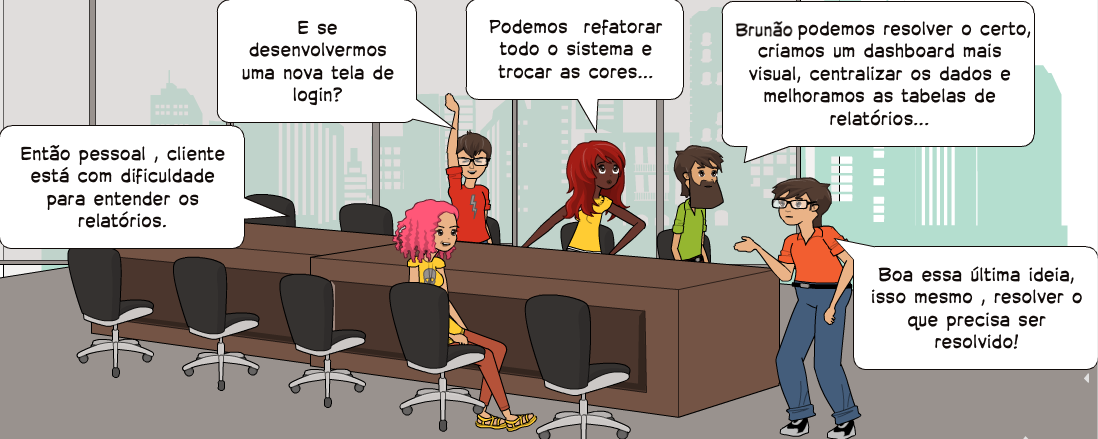 Então pessoal , cliente
está com dificuldade
para entender os
relatórios.
E se
desenvolvermos
uma nova tela de
login?
Podemos refatorar
todo o sistema e
trocar as cores...
Brunão podemos resolver o certo,
criamos um dashboard mais
visual, centralizar os dados e
melhoramos as tabelas de
relatórios...
Boa essa última ideia,
isso mesmo , resolver o
que precisa ser
resolvido!